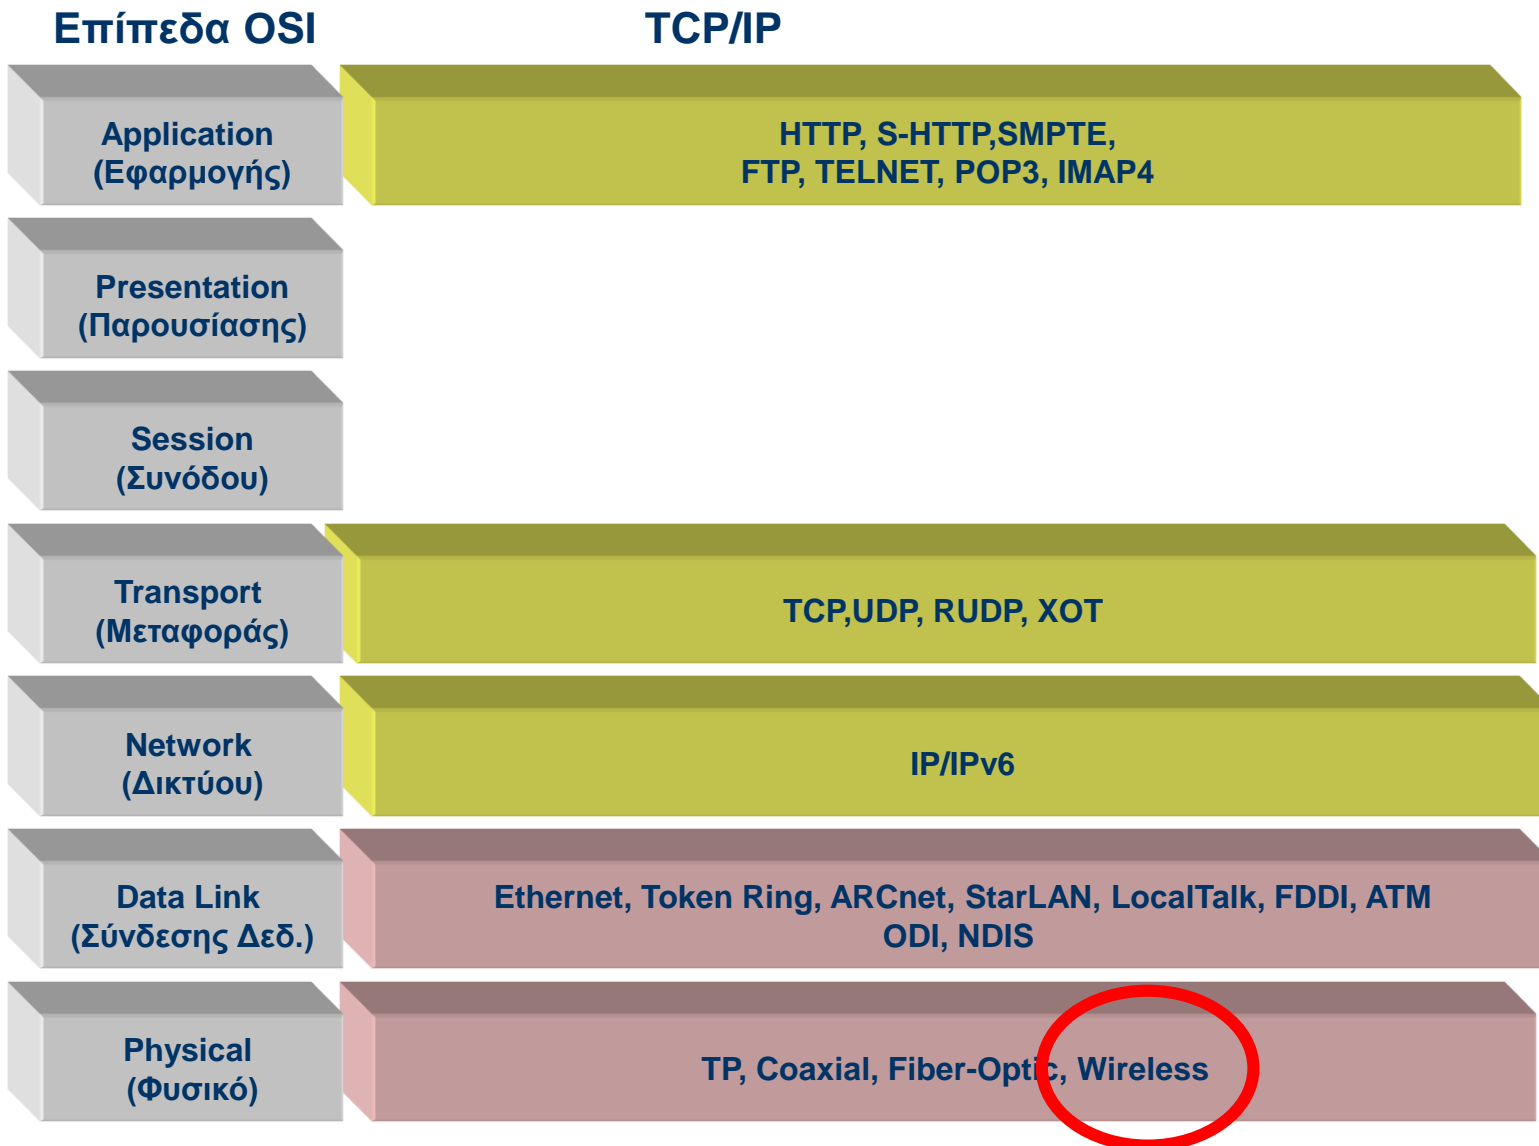 Επίπεδα OSI
TCP/IP
Application
(Εφαρμογής)
HTTP, S-HTTP,SMPTE,
FTP, TELNET, POP3, IMAP4
Presentation
(Παρουσίασης)
Session
(Συνόδου)
Transport
(Μεταφοράς)
TCP,UDP, RUDP, XOT
Network
(Δικτύου)
IP/IPv6
Data Link
(Σύνδεσης Δεδ.)
Ethernet, Token Ring, ARCnet, StarLAN, LocalTalk, FDDI, ATM
ODI, NDIS
Physical
(Φυσικό)
TP, Coaxial, Fiber-Optic, Wireless